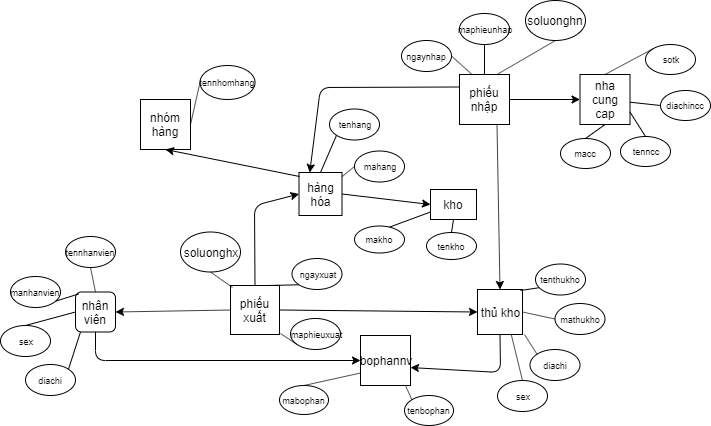 maphieunhap
soluonghn
ngaynhap
sotk
tennhomhang
phiếu
nhập
nha
cung
cap
diachincc
nhóm
hàng
tenhang
macc
tenncc
mahang
hàng
hóa
kho
makho
tenkho
tennhanvien
soluonghx
ngayxuat
tenthukho
manhanvien
nhân
viên
phiếu
xuất
thủ kho
mathukho
sex
maphieuxuat
bophannv
diachi
diachi
mabophan
sex
tenbophan